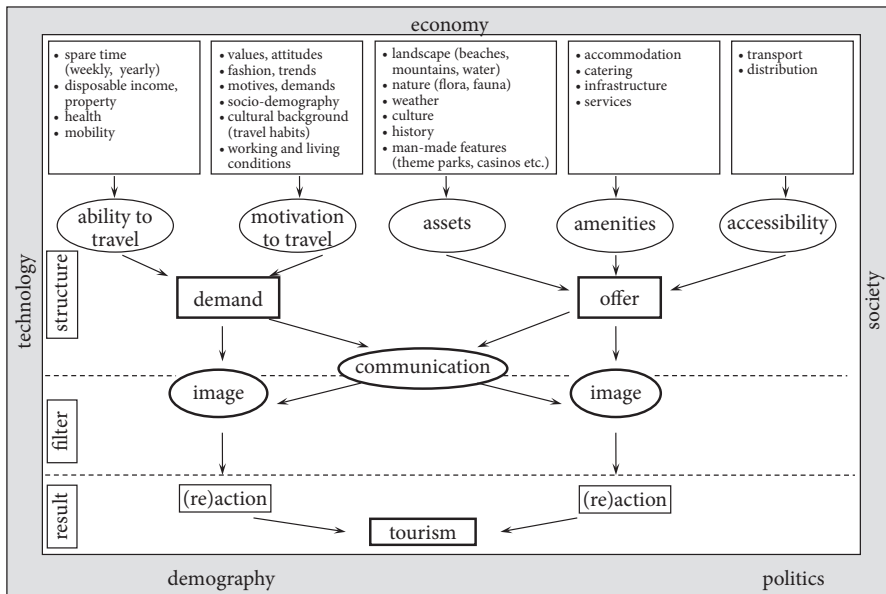 economy
• spare time
(weekly, yearly)
• disposable income,
property
• health
• mobility
• values, attitudes
• fashion, trends
• motives, demands
• socio-demography
• cultural background
(travel habits)
• working and living
conditions
• landscape (beaches,
mountains, water)
• nature (flora, fauna)
• weather
• culture
• history
• man-made features
(theme parks, casinos etc.)
• accommodation
• catering
• infrastructure
• services
• transport
• distribution
ability to
travel
motivation
to travel
assets
amenities
accessibility
technology
structure
society
demand
offer
communication
image
image
filter
(re)action
(re)action
result
tourism
demography
politics